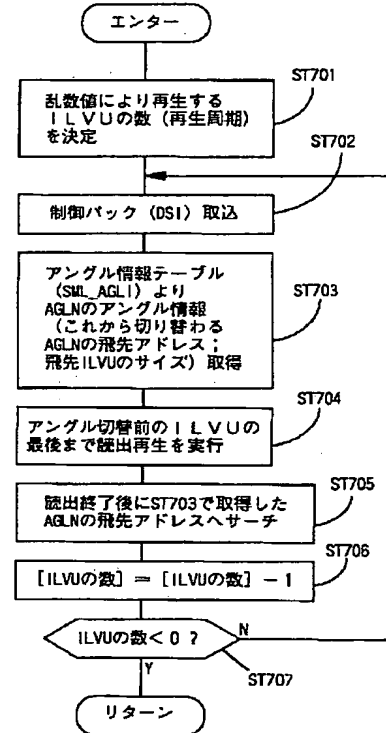 エンター
ST701
乱数値により再生する
ＩＬＶＵの数（再生周期）
を決定
ST702
制御パック（DSI）取込
アングル情報テーブル
（SML_AGLI）より
AGLNのアングル情報
（これから切り替わる
AGLNの飛先アドレス；
飛先ILVUのサイズ）取得
ST703
ST704
アングル切替前のＩＬＶＵの
最後まで読出再生を実行
ST705
読出終了後にST703で取得した
AGLNの飛先アドレスへサーチ
ST706
[ILVUの数] ＝ [ILVUの数] －１
ILVUの数＜０？
N
Y
ST707
リターン